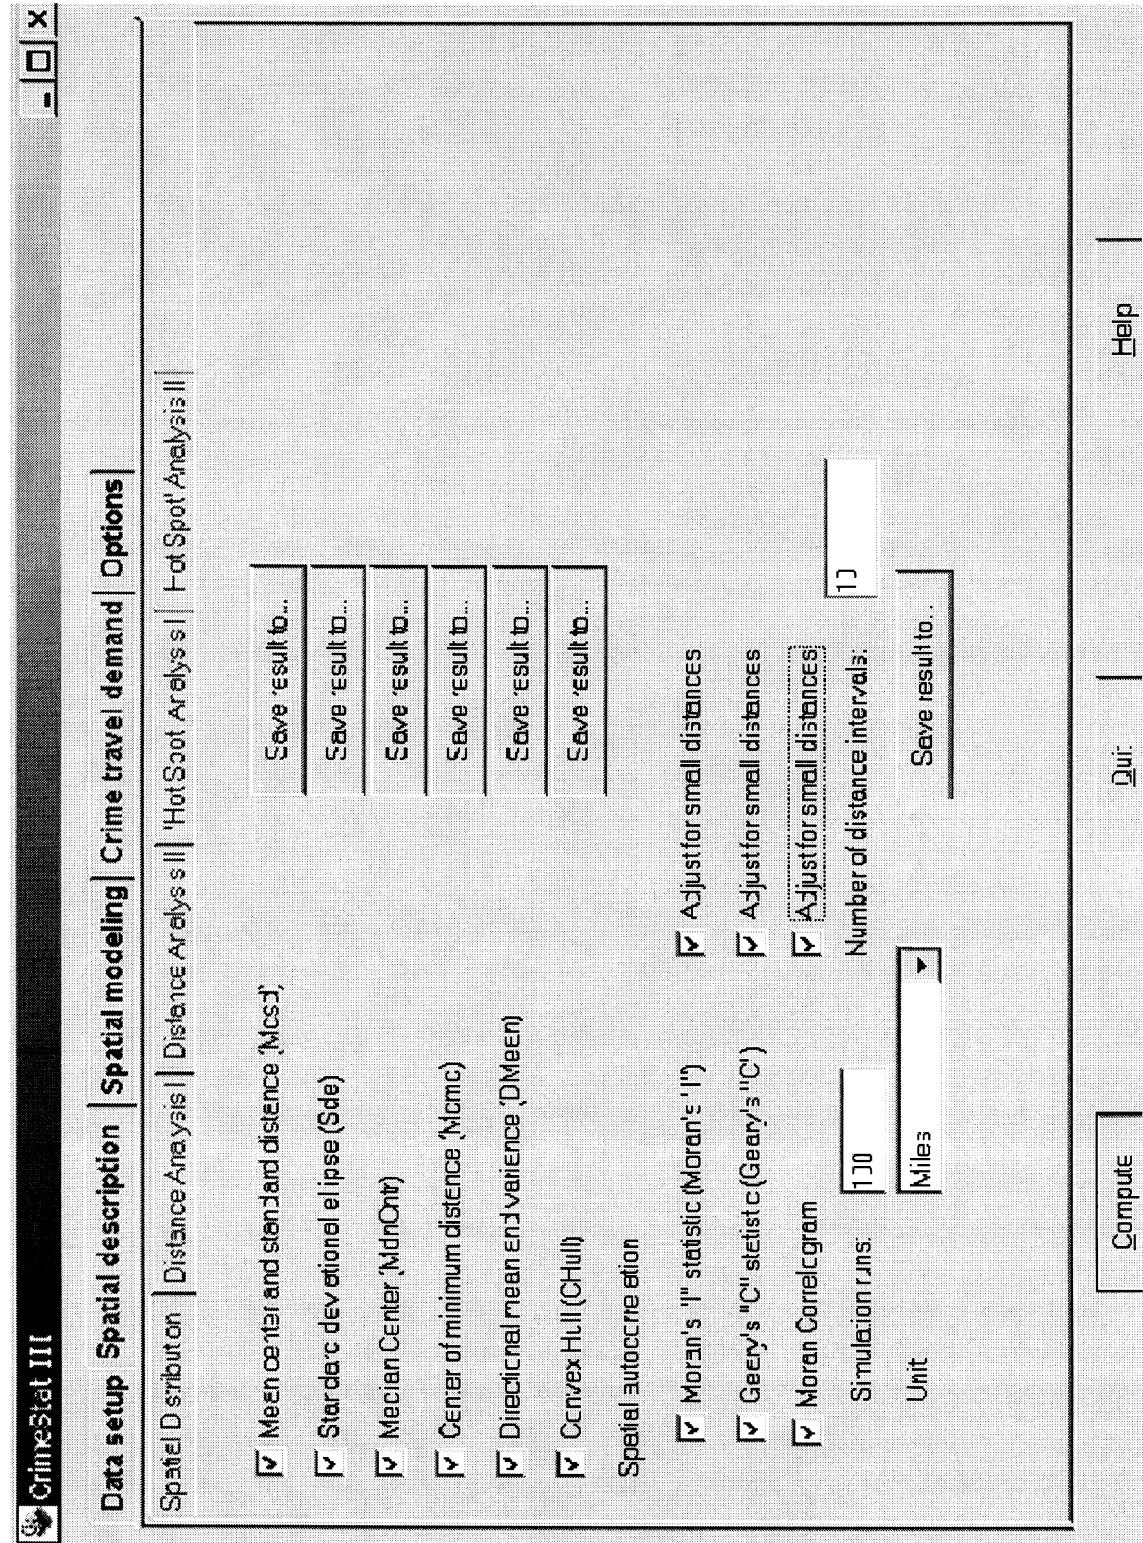 CrimeStat III
Data setup Spatial description Spatial modeling Crime travel demand Options
Spatial Distribution Distance Analysis I Distance Analysis II 'Hot Spot' Analysis I 'Hot Spot' Analysis II
Mean center and standard distance (Mcsd) Save result to...
Standard deviational ellipse (Sde) Save result to...
Median Center (MdnCntr) Save result to...
Center of minimum distance (Mcmd) Save result to...
Directional mean and variance (DMean) Save result to...
Convex Hull (CHull) Save result to...
Spatial autocorrelation
Moran's "I" statistic (Moran's "I") Adjust for small distances
Geary's "C" statistic (Geary's "C") Adjust for small distances
Moran Correlogram Adjust for small distances
Simulation runs: 100 Number of distance intervals: 10
Unit Miles Save result to...
Compute Quit Help